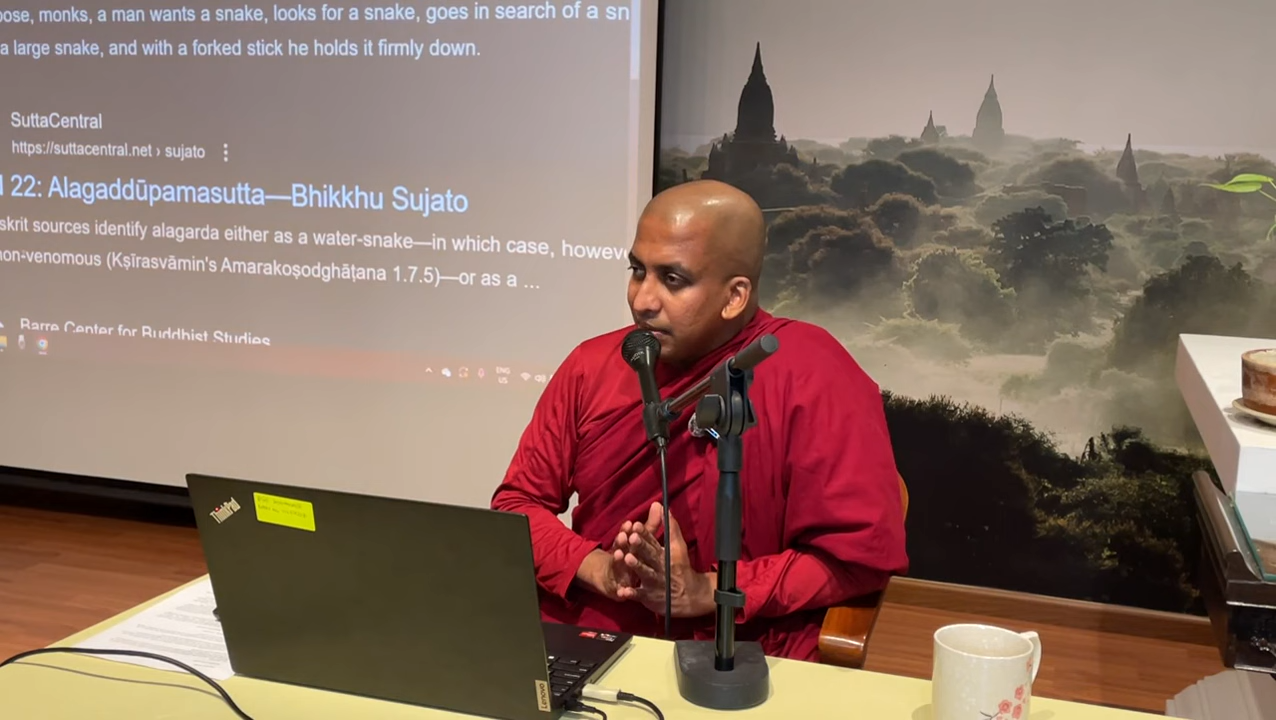 ose, monks, a man wants a snake, looks for a snake, goes in search of a sn
a large snake, and with a forked stick he holds it firmly down.
SuttaCentral
https://suttacentral.net › sujato
22: Alagaddūpamasutta—Bhikkhu Sujato
skrit sources identify alagarda either as a water-snake—in which case, howeve
non-venomous (Kṣīrasvāmin's Amarakoṣodghāṭana 1.7.5)—or as a ...
Barre Center for Buddhist Studies
ENG
US
ThinkPad
Lenovo